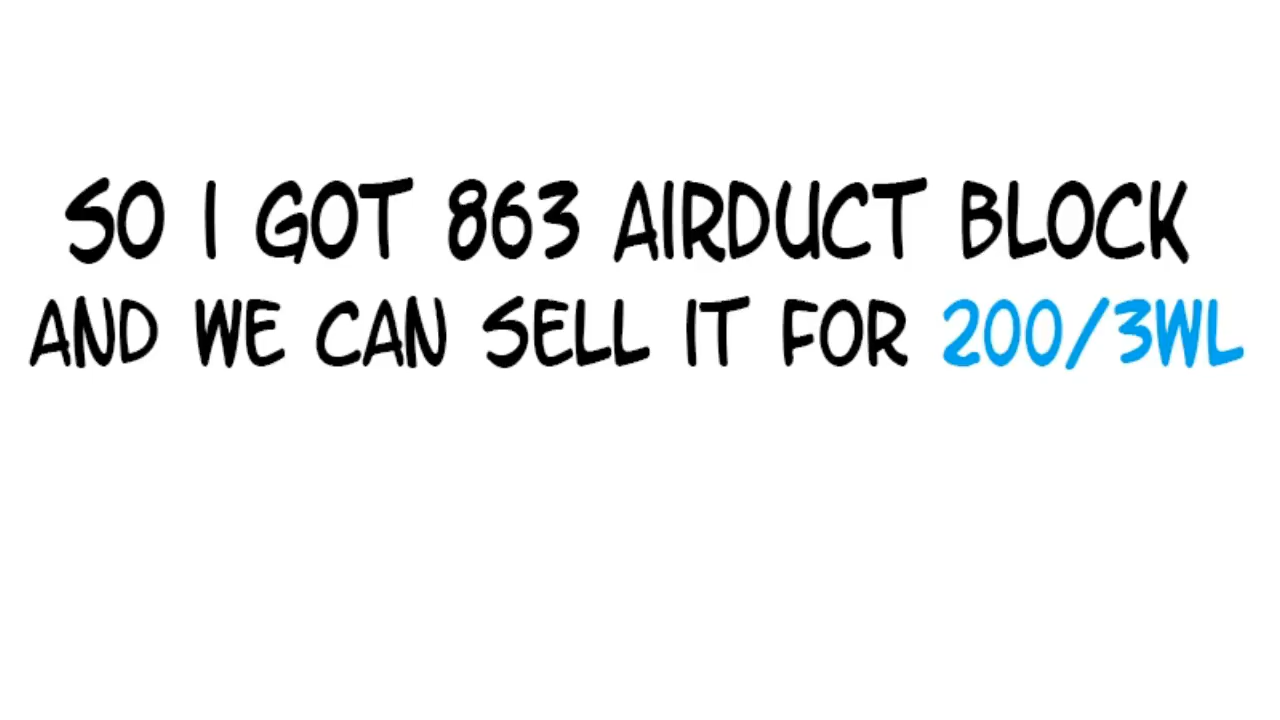 SO I GOT 863 AIRDUCT BLOCK
AND WE CAN SELL IT FOR 200/3WL